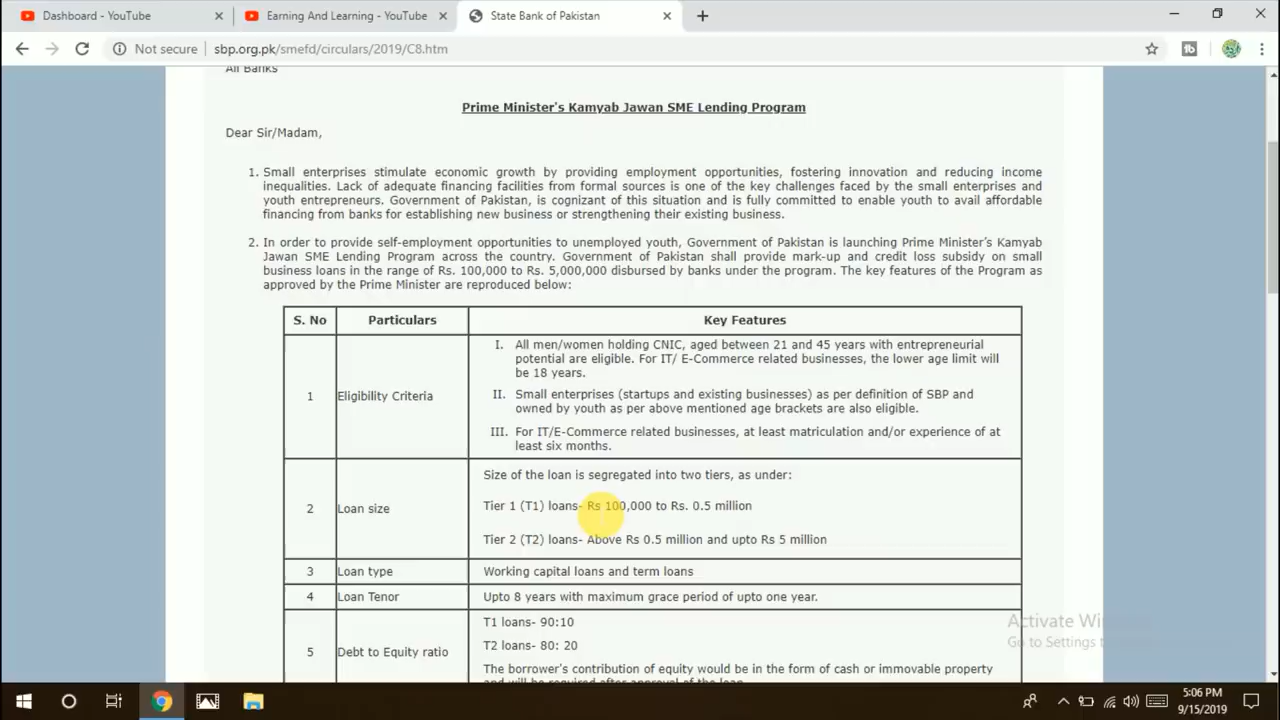 Dashboard - YouTube
Earning And Learning - YouTube
State Bank of Pakistan
Not secure
sbp.org.pk/smefd/circulars/2019/C8.htm
All Banks
Prime Minister's Kamyab Jawan SME Lending Program
Dear Sir/Madam,
1. Small enterprises stimulate economic growth by providing employment opportunities, fostering innovation and reducing income
inequalities. Lack of adequate financing facilities from formal sources is one of the key challenges faced by the small enterprises and
youth entrepreneurs. Government of Pakistan, is cognizant of this situation and is fully committed to enable youth to avail affordable
financing from banks for establishing new business or strengthening their existing business.
2. In order to provide self-employment opportunities to unemployed youth, Government of Pakistan is launching Prime Minister's Kamyab
Jawan SME Lending Program across the country. Government of Pakistan shall provide mark-up and credit loss subsidy on small
business loans in the range of Rs. 100,000 to Rs. 5,000,000 disbursed by banks under the program. The key features of the Program as
approved by the Prime Minister are reproduced below:
S. No Particulars Key Features
1 Eligibility Criteria
I. All men/women holding CNIC, aged between 21 and 45 years with entrepreneurial
potential are eligible. For IT/ E-Commerce related businesses, the lower age limit will
be 18 years.
II. Small enterprises (startups and existing businesses) as per definition of SBP and
owned by youth as per above mentioned age brackets are also eligible.
III. For IT/E-Commerce related businesses, at least matriculation and/or experience of at
least six months.
2 Loan size
Size of the loan is segregated into two tiers, as under:
Tier 1 (T1) loans- Rs 100,000 to Rs. 0.5 million
Tier 2 (T2) loans- Above Rs 0.5 million and upto Rs 5 million
3 Loan type Working capital loans and term loans
4 Loan Tenor Upto 8 years with maximum grace period of upto one year.
5 Debt to Equity ratio
T1 loans- 90:10
T2 loans- 80: 20
The borrower's contribution of equity would be in the form of cash or immovable property
and will be required after approval of the loan
Activate Wi
Go to Settings t
5:06 PM
9/15/2019